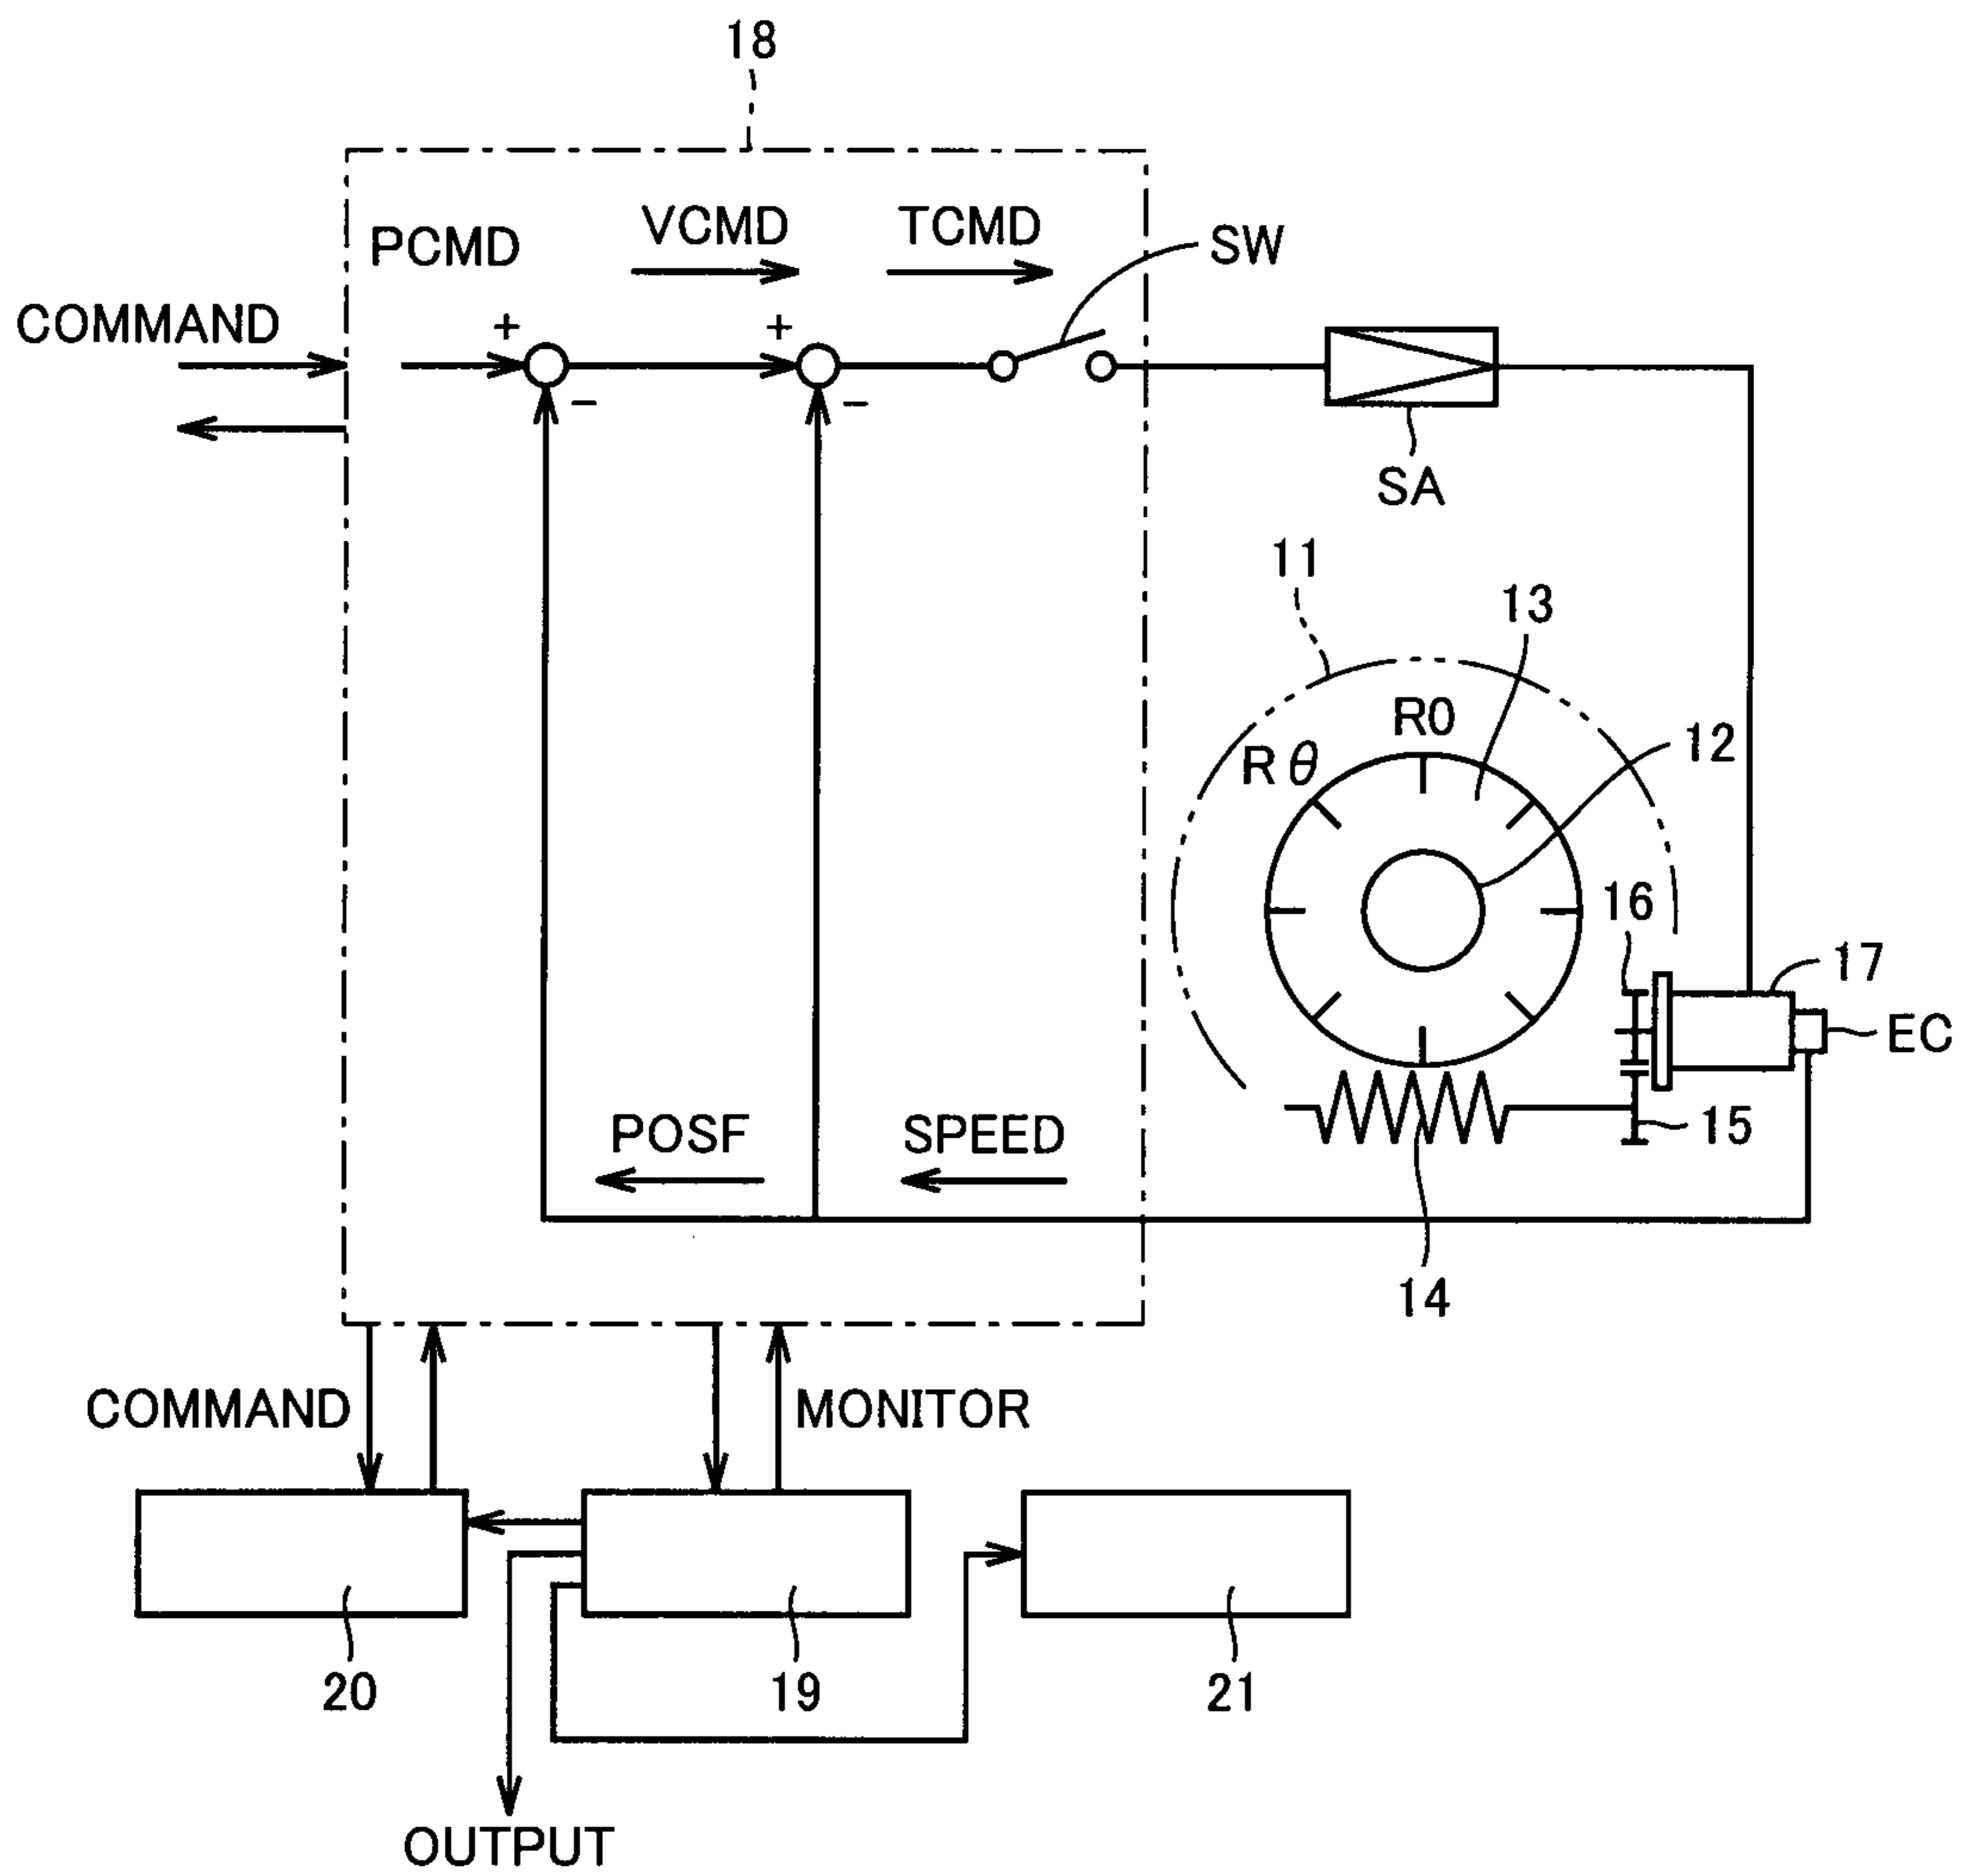 18
PCMD
VCMD
TCMD
SW
COMMAND
+
+
−
−
SA
11
13
R0
Rθ
12
16
17
EC
15
POSF
SPEED
14
COMMAND
MONITOR
20
19
21
OUTPUT